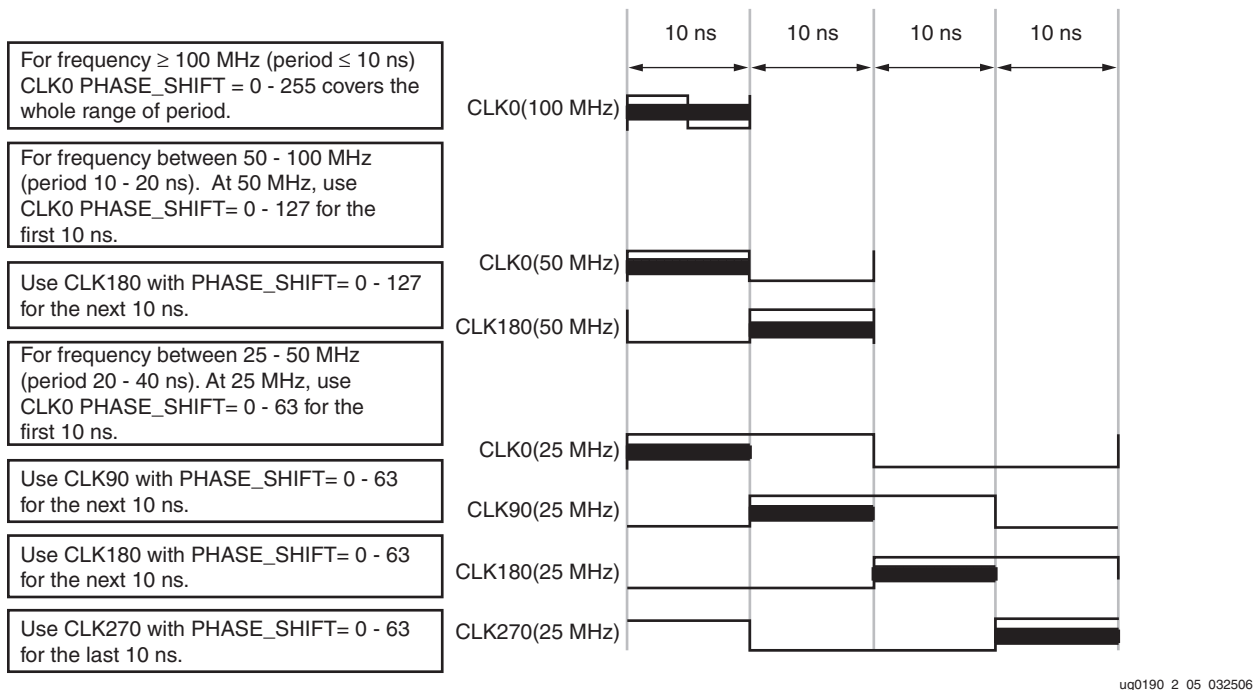 10 ns 10 ns 10 ns 10 ns
For frequency ≥ 100 MHz (period ≤ 10 ns)
CLK0 PHASE_SHIFT = 0 - 255 covers the
whole range of period.
CLK0(100 MHz)
For frequency between 50 - 100 MHz
(period 10 - 20 ns). At 50 MHz, use
CLK0 PHASE_SHIFT= 0 - 127 for the
first 10 ns.
CLK0(50 MHz)
Use CLK180 with PHASE_SHIFT= 0 - 127
for the next 10 ns.
CLK180(50 MHz)
For frequency between 25 - 50 MHz
(period 20 - 40 ns). At 25 MHz, use
CLK0 PHASE_SHIFT= 0 - 63 for the
first 10 ns.
CLK0(25 MHz)
Use CLK90 with PHASE_SHIFT= 0 - 63
for the next 10 ns.
CLK90(25 MHz)
Use CLK180 with PHASE_SHIFT= 0 - 63
for the next 10 ns.
CLK180(25 MHz)
Use CLK270 with PHASE_SHIFT= 0 - 63
for the last 10 ns.
CLK270(25 MHz)
ug0190_2_05_032506